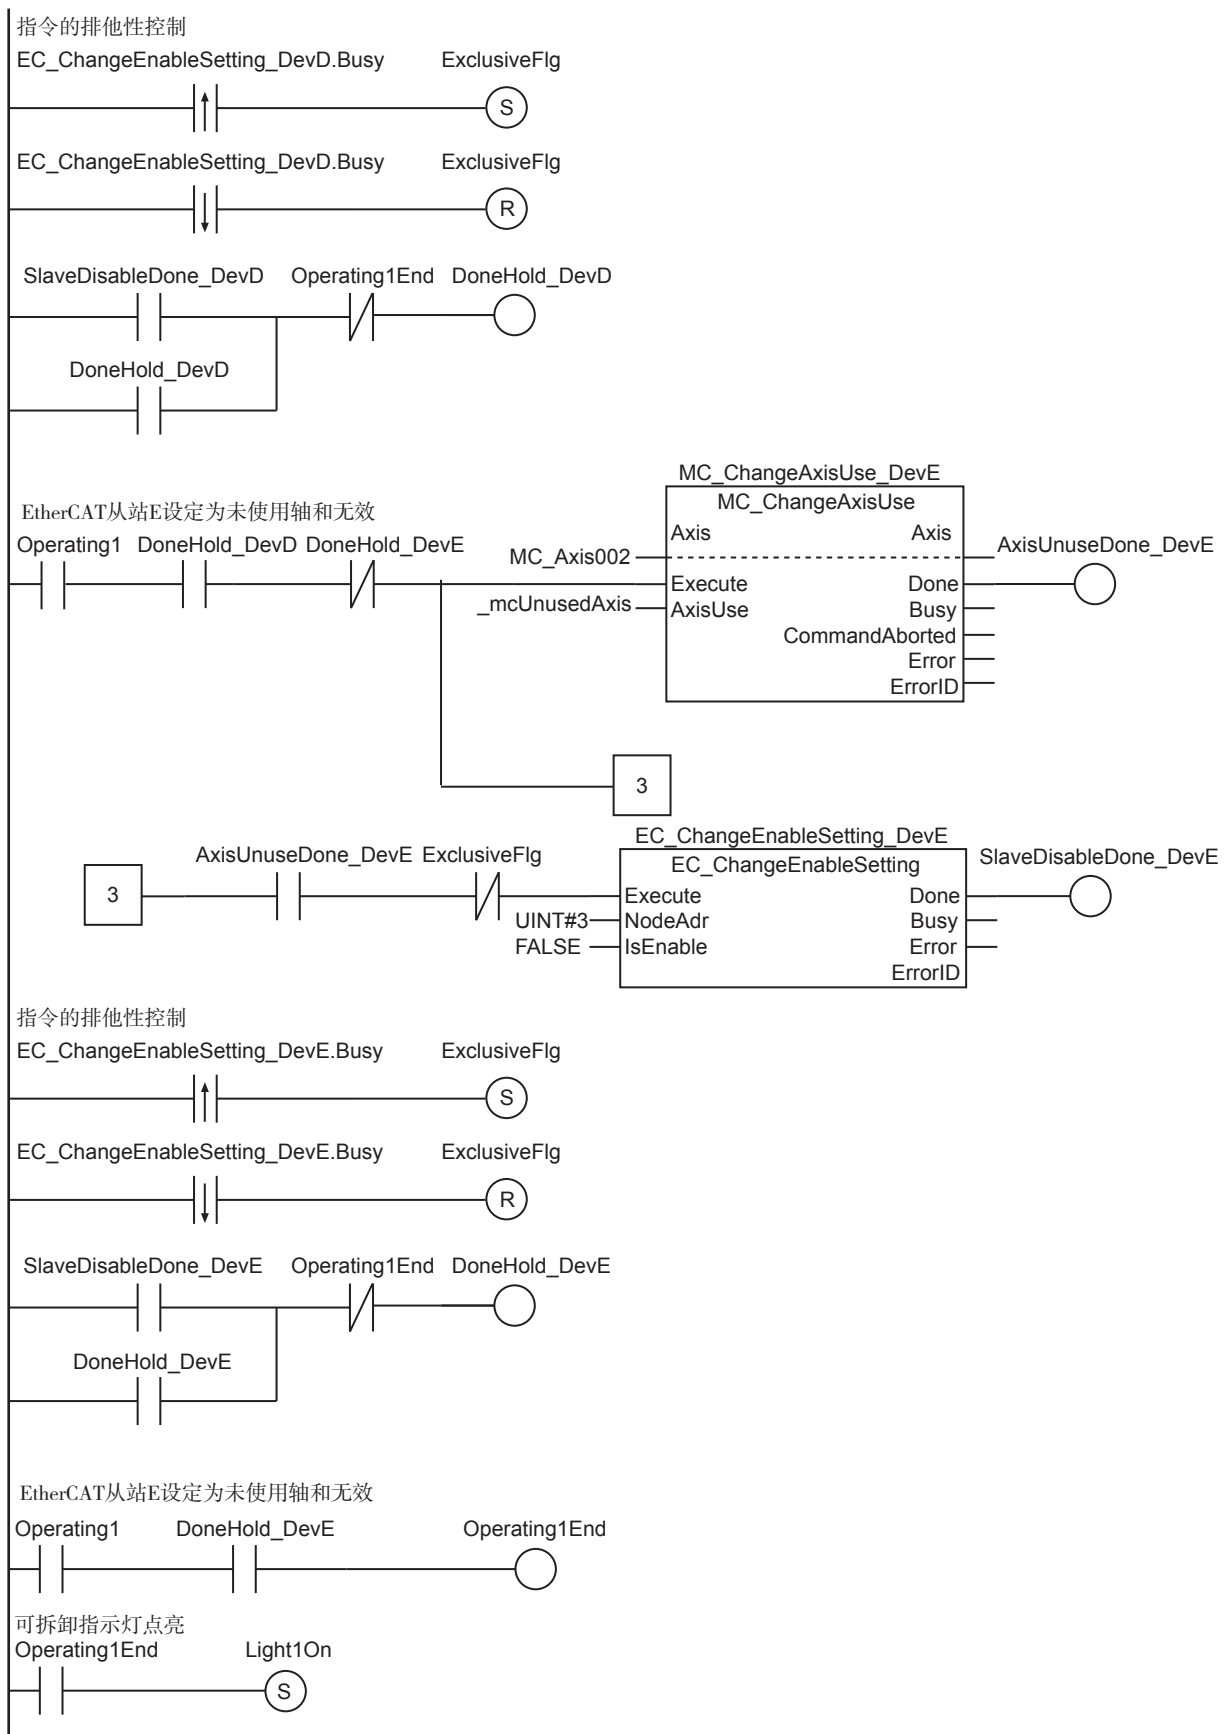 指令的排他性控制
EC_ChangeEnableSetting_DevD.Busy ExclusiveFlg
S
EC_ChangeEnableSetting_DevD.Busy ExclusiveFlg
R
SlaveDisableDone_DevD Operating1End DoneHold_DevD
DoneHold_DevD
MC_ChangeAxisUse_DevE
EtherCAT从站E设定为未使用轴和无效
MC_ChangeAxisUse
Operating1 DoneHold_DevD DoneHold_DevE
Axis Axis
MC_Axis002
AxisUnuseDone_DevE
Execute Done
_mcUnusedAxis AxisUse Busy
CommandAborted
Error
ErrorID
3
EC_ChangeEnableSetting_DevE
AxisUnuseDone_DevE ExclusiveFlg EC_ChangeEnableSetting SlaveDisableDone_DevE
3
Execute Done
UINT#3 NodeAdr Busy
FALSE IsEnable Error
ErrorID
指令的排他性控制
EC_ChangeEnableSetting_DevE.Busy ExclusiveFlg
S
EC_ChangeEnableSetting_DevE.Busy ExclusiveFlg
R
SlaveDisableDone_DevE Operating1End DoneHold_DevE
DoneHold_DevE
EtherCAT从站E设定为未使用轴和无效
Operating1 DoneHold_DevE Operating1End
可拆卸指示灯点亮
Operating1End Light1On
S